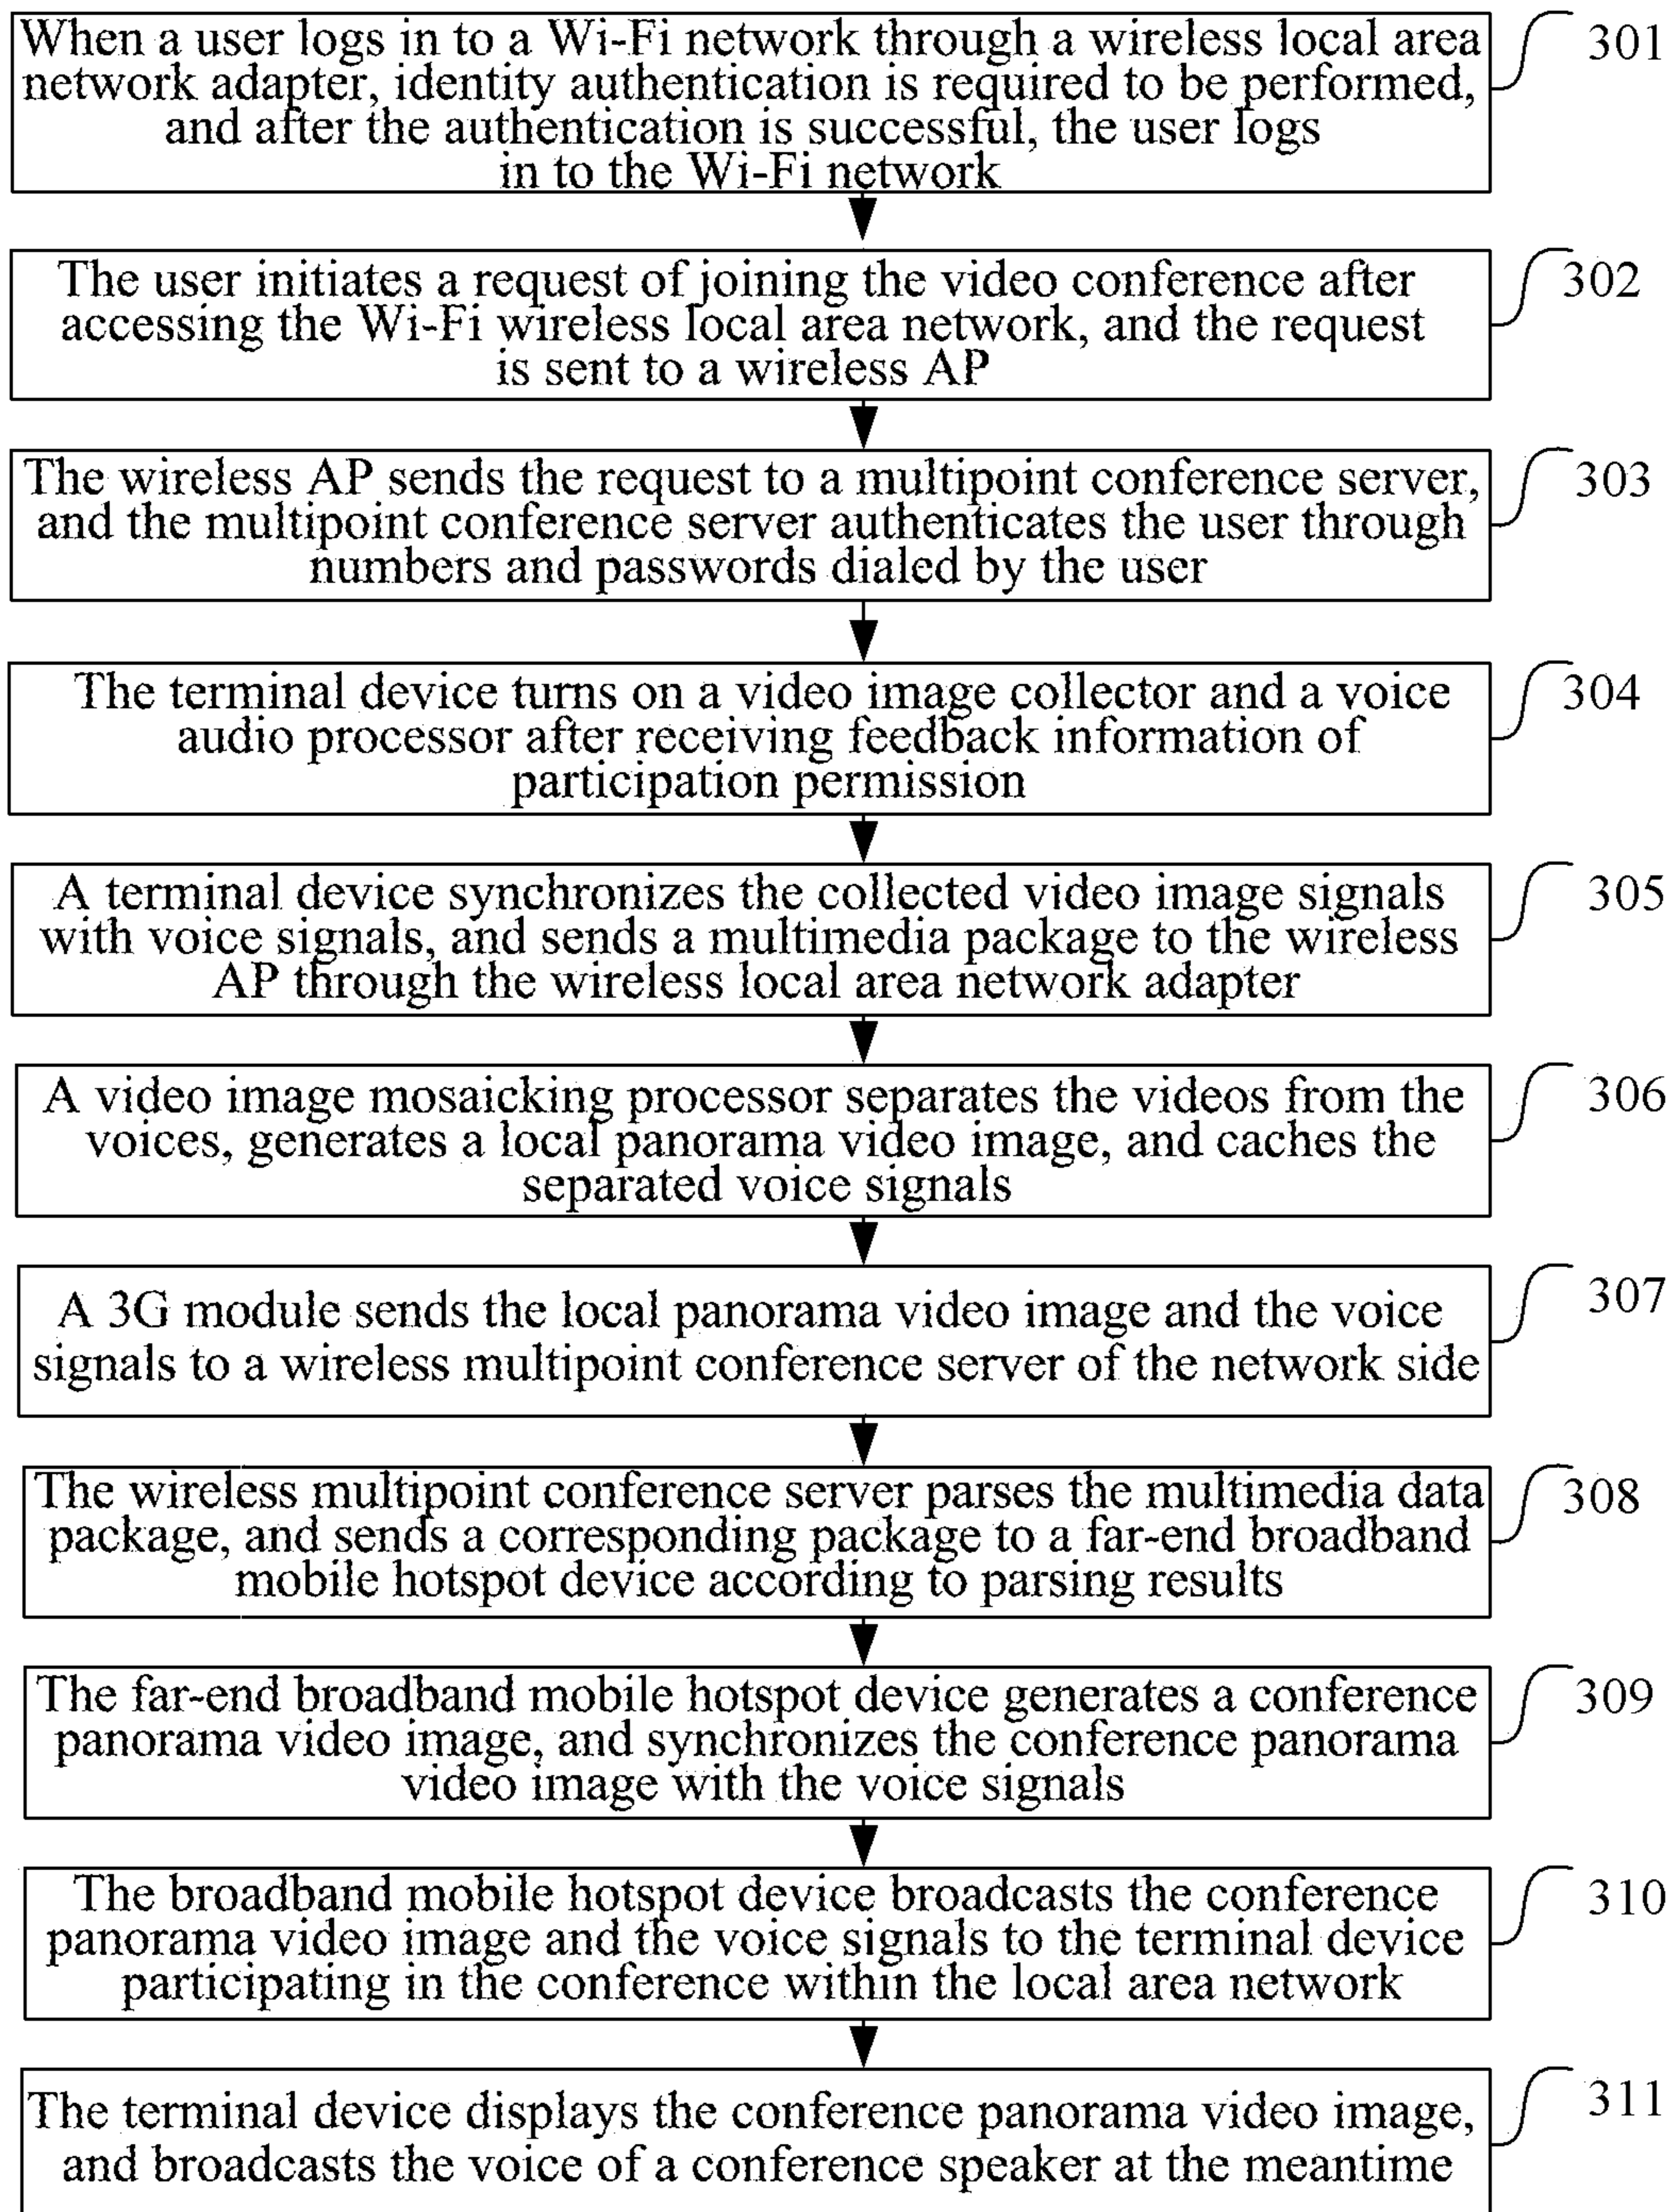 When a user logs in to a Wi-Fi network through a wireless local area
network adapter, identity authentication is required to be performed,
and after the authentication is successful, the user logs
in to the Wi-Fi network
301
The user initiates a request of joining the video conference after
accessing the Wi-Fi wireless local area network, and the request
is sent to a wireless AP
302
The wireless AP sends the request to a multipoint conference server,
and the multipoint conference server authenticates the user through
numbers and passwords dialed by the user
303
The terminal device turns on a video image collector and a voice
audio processor after receiving feedback information of
participation permission
304
A terminal device synchronizes the collected video image signals
with voice signals, and sends a multimedia package to the wireless
AP through the wireless local area network adapter
305
A video image mosaicking processor separates the videos from the
voices, generates a local panorama video image, and caches the
separated voice signals
306
A 3G module sends the local panorama video image and the voice
signals to a wireless multipoint conference server of the network side
307
The wireless multipoint conference server parses the multimedia data
package, and sends a corresponding package to a far-end broadband
mobile hotspot device according to parsing results
308
The far-end broadband mobile hotspot device generates a conference
panorama video image, and synchronizes the conference panorama
video image with the voice signals
309
The broadband mobile hotspot device broadcasts the conference
panorama video image and the voice signals to the terminal device
participating in the conference within the local area network
310
The terminal device displays the conference panorama video image,
and broadcasts the voice of a conference speaker at the meantime
311